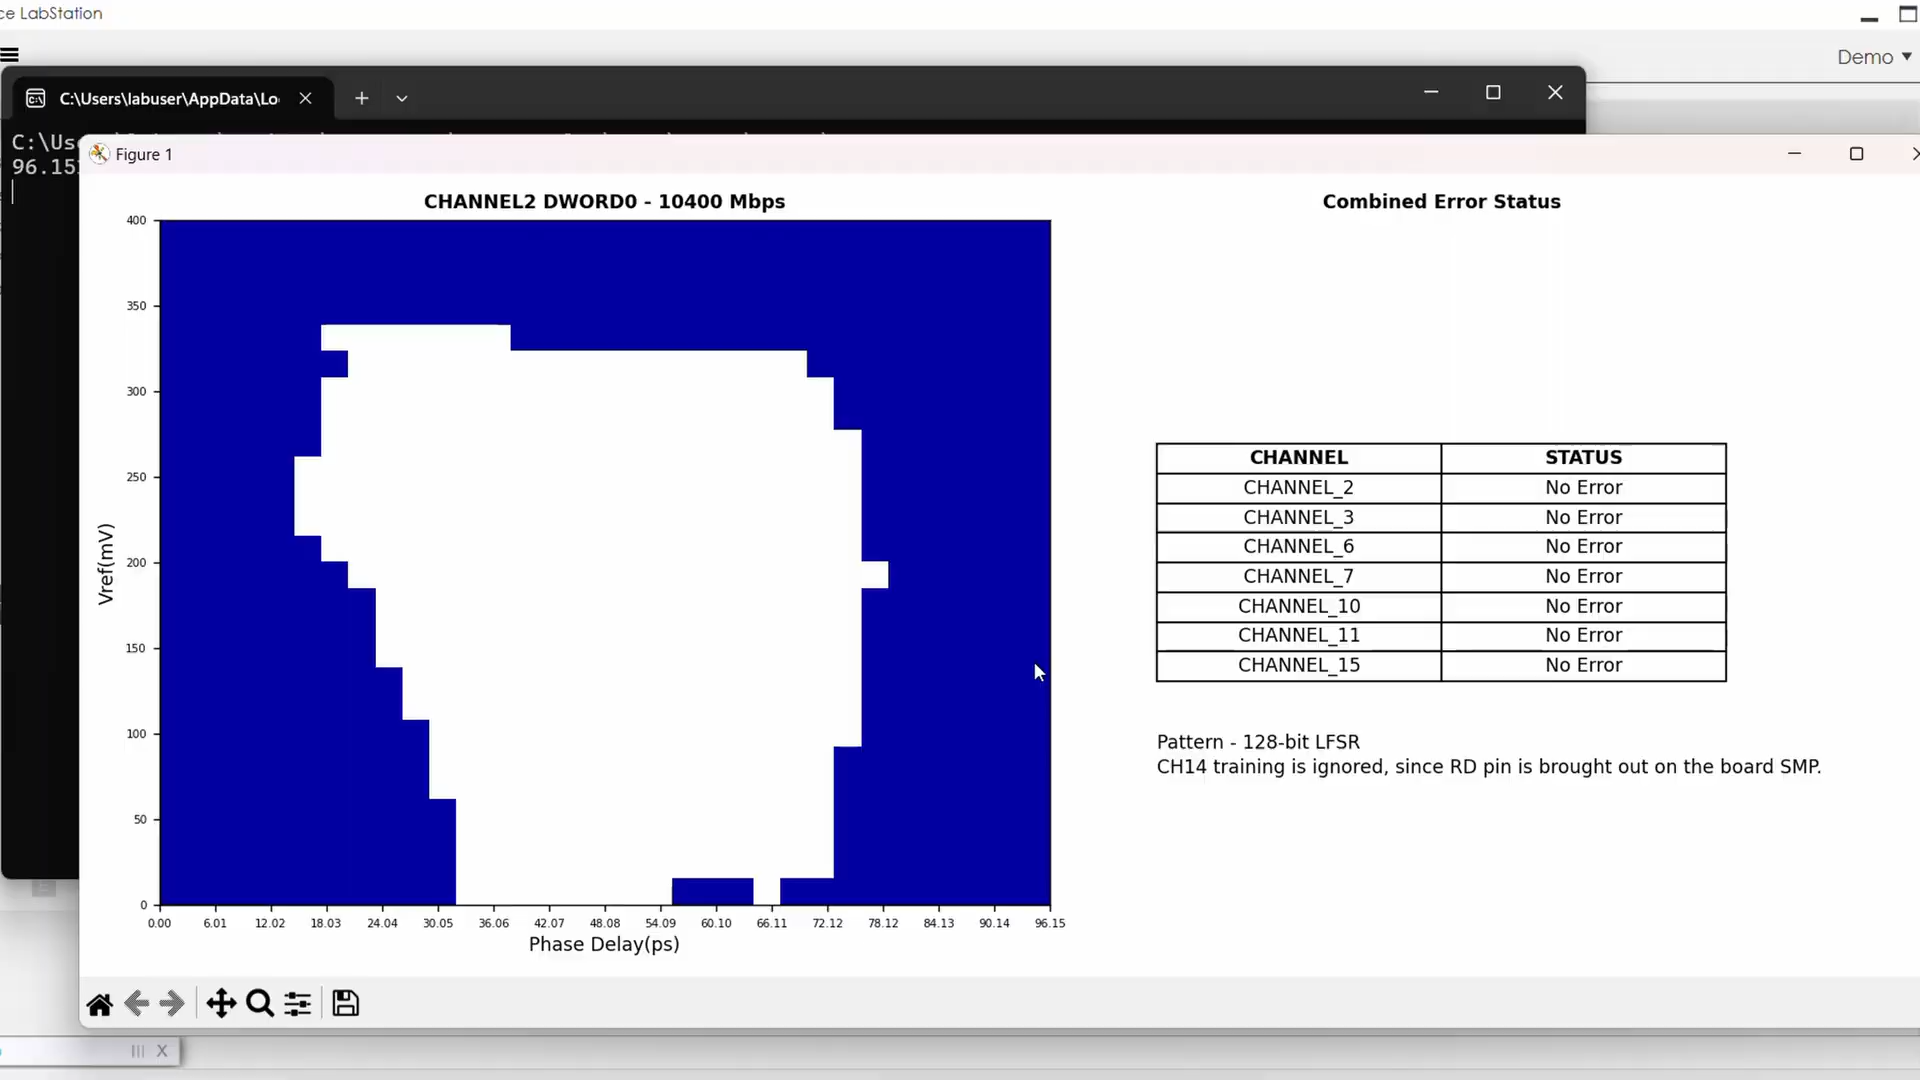 ce LabStation
Demo
C:\Users\labuser\AppData\Lo
C:\Us
96.15
Figure 1
CHANNEL2 DWORD0 - 10400 Mbps
Combined Error Status
400
350
300
250
200
150
100
50
0
Vref(mV)
0.00 6.01 12.02 18.03 24.04 30.05 36.06 42.07 48.08 54.09 60.10 66.11 72.12 78.12 84.13 90.14 96.15
Phase Delay(ps)
CHANNEL STATUS
CHANNEL_2 No Error
CHANNEL_3 No Error
CHANNEL_6 No Error
CHANNEL_7 No Error
CHANNEL_10 No Error
CHANNEL_11 No Error
CHANNEL_15 No Error
Pattern - 128-bit LFSR
CH14 training is ignored, since RD pin is brought out on the board SMP.